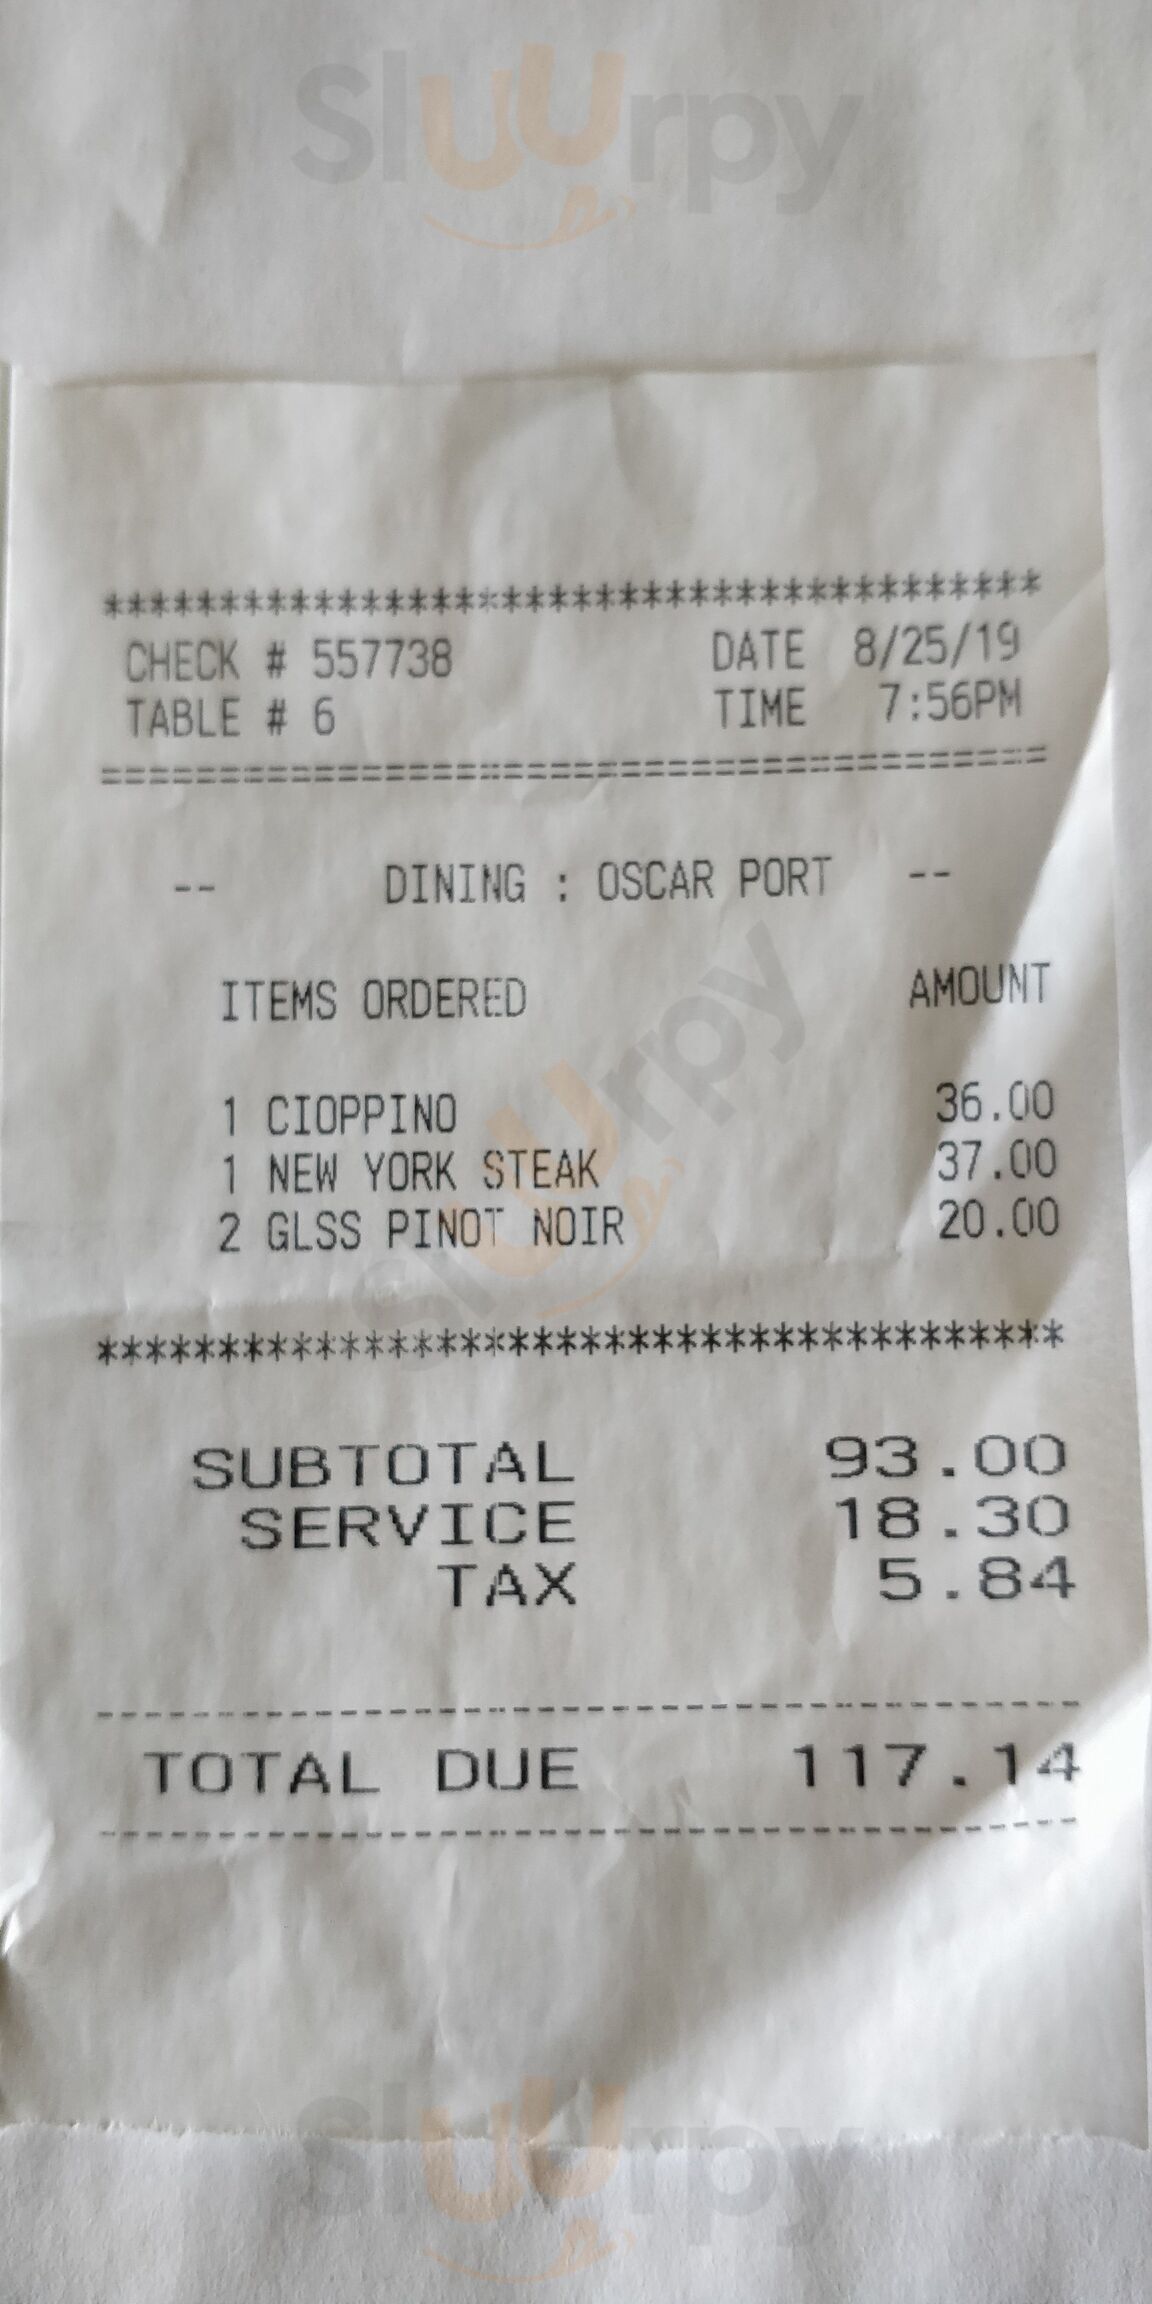 Sluurpy
****************************************
CHECK # 557738 DATE 8/25/19
TABLE # 6 TIME 7:56PM
========================================
-- DINING : OSCAR PORT --
ITEMS ORDERED AMOUNT
1 CIOPPINO 36.00
1 NEW YORK STEAK 37.00
2 GLSS PINOT NOIR 20.00
Sluurpy
****************************************
SUBTOTAL 93.00
SERVICE 18.30
TAX 5.84
----------------------------------------
TOTAL DUE 117.14
----------------------------------------
Sluurpy